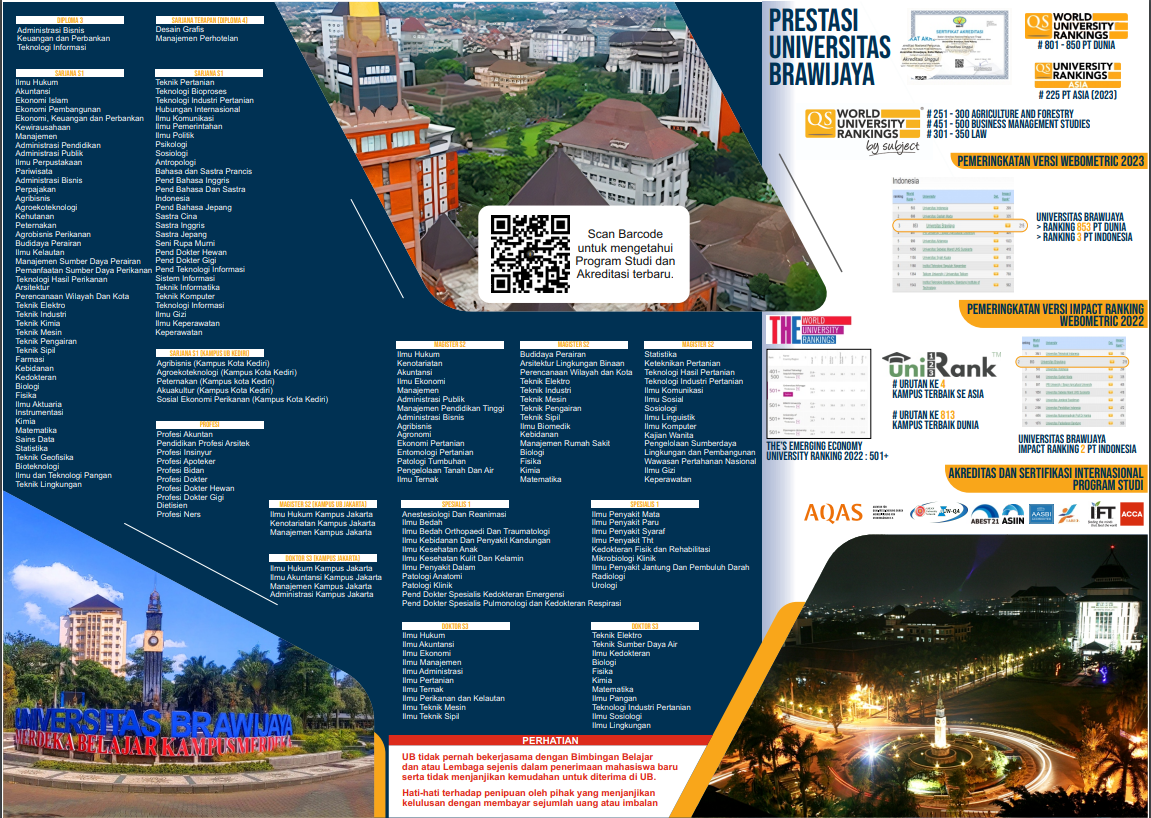 DIPLOMA 3
Administrasi Bisnis
Keuangan dan Perbankan
Teknologi Informasi
SARJANA TERAPAN (DIPLOMA 4)
Desain Grafis
Manajemen Perhotelan
SARJANA S1
Ilmu Hukum
Akuntansi
Ekonomi Islam
Ekonomi Pembangunan
Ekonomi, Keuangan dan Perbankan
Kewirausahaan
Manajemen
Administrasi Pendidikan
Administrasi Publik
Ilmu Perpustakaan
Pariwisata
Administrasi Bisnis
Perpajakan
Agribisnis
Agroekoteknologi
Kehutanan
Peternakan
Agrobisnis Perikanan
Budidaya Perairan
Ilmu Kelautan
Manajemen Sumber Daya Perairan
Pemanfaatan Sumber Daya Perikanan
Teknologi Hasil Perikanan
Arsitektur
Perencanaan Wilayah Dan Kota
Teknik Elektro
Teknik Industri
Teknik Kimia
Teknik Mesin
Teknik Pengairan
Teknik Sipil
Farmasi
Kebidanan
Kedokteran
Biologi
Fisika
Ilmu Aktuaria
Instrumentasi
Kimia
Matematika
Sains Data
Statistika
Teknik Geofisika
Bioteknologi
Ilmu dan Teknologi Pangan
Teknik Lingkungan
SARJANA S1
Teknik Pertanian
Teknologi Bioproses
Teknologi Industri Pertanian
Hubungan Internasional
Ilmu Komunikasi
Ilmu Pemerintahan
Ilmu Politik
Psikologi
Sosiologi
Antropologi
Bahasa dan Sastra Prancis
Pend Bahasa Inggris
Pend Bahasa Dan Sastra
Indonesia
Pend Bahasa Jepang
Sastra Cina
Sastra Inggris
Sastra Jepang
Seni Rupa Murni
Pend Dokter Hewan
Pend Dokter Gigi
Pend Teknologi Informasi
Sistem Informasi
Teknik Informatika
Teknik Komputer
Teknologi Informasi
Ilmu Gizi
Ilmu Keperawatan
Keperawatan
SARJANA S1 (KAMPUS UB KEDIRI)
Agribisnis (Kampus Kota Kediri)
Agroekoteknologi (Kampus Kota Kediri)
Peternakan (Kampus kota Kediri)
Akuakultur (Kampus Kota Kediri)
Sosial Ekonomi Perikanan (Kampus Kota Kediri)
PROFESI
Profesi Akuntan
Pendidikan Profesi Arsitek
Profesi Insinyur
Profesi Apoteker
Profesi Bidan
Profesi Dokter
Profesi Dokter Hewan
Profesi Dokter Gigi
Dietisien
Profesi Ners
MAGISTER S2 (KAMPUS UB JAKARTA)
Ilmu Hukum Kampus Jakarta
Kenotariatan Kampus Jakarta
Manajemen Kampus Jakarta
DOKTOR S3 (KAMPUS JAKARTA)
Ilmu Hukum Kampus Jakarta
Ilmu Akuntansi Kampus Jakarta
Manajemen Kampus Jakarta
Administrasi Kampus Jakarta
Scan Barcode
untuk mengetahui
Program Studi dan
Akreditasi terbaru.
MAGISTER S2
Ilmu Hukum
Kenotariatan
Akuntansi
Ilmu Ekonomi
Manajemen
Administrasi Publik
Manajemen Pendidikan Tinggi
Administrasi Bisnis
Agribisnis
Agronomi
Ekonomi Pertanian
Entomologi Pertanian
Patologi Tumbuhan
Pengelolaan Tanah Dan Air
Ilmu Ternak
MAGISTER S2
Budidaya Perairan
Arsitektur Lingkungan Binaan
Perencanaan Wilayah dan Kota
Teknik Elektro
Teknik Industri
Teknik Mesin
Teknik Pengairan
Teknik Sipil
Ilmu Biomedik
Kebidanan
Manajemen Rumah Sakit
Biologi
Fisika
Kimia
Matematika
MAGISTER S2
Statistika
Keteknikan Pertanian
Teknologi Hasil Pertanian
Teknologi Industri Pertanian
Ilmu Komunikasi
Ilmu Sosial
Sosiologi
Ilmu Linguistik
Ilmu Komputer
Kajian Wanita
Pengelolaan Sumberdaya
Lingkungan dan Pembangunan
Wawasan Pertahanan Nasional
Ilmu Gizi
Keperawatan
SPESIALIS 1
Anestesiologi Dan Reanimasi
Ilmu Bedah
Ilmu Bedah Orthopaedi Dan Traumatologi
Ilmu Kebidanan Dan Penyakit Kandungan
Ilmu Kesehatan Anak
Ilmu Kesehatan Kulit Dan Kelamin
Ilmu Penyakit Dalam
Patologi Anatomi
Patologi Klinik
Pend Dokter Spesialis Kedokteran Emergensi
Pend Dokter Spesialis Pulmonologi dan Kedokteran Respirasi
SPESIALIS 1
Ilmu Penyakit Mata
Ilmu Penyakit Paru
Ilmu Penyakit Syaraf
Ilmu Penyakit Tht
Kedokteran Fisik dan Rehabilitasi
Mikrobiologi Klinik
Ilmu Penyakit Jantung Dan Pembuluh Darah
Radiologi
Urologi
DOKTOR S3
Ilmu Hukum
Ilmu Akuntansi
Ilmu Ekonomi
Ilmu Manajemen
Ilmu Administrasi
Ilmu Pertanian
Ilmu Ternak
Ilmu Perikanan dan Kelautan
Ilmu Teknik Mesin
Ilmu Teknik Sipil
DOKTOR S3
Teknik Elektro
Teknik Sumber Daya Air
Ilmu Kedokteran
Biologi
Fisika
Kimia
Matematika
Ilmu Pangan
Teknologi Industri Pertanian
Ilmu Sosiologi
Ilmu Lingkungan
UNIVERSITAS BRAWIJAYA
MERDEKA BELAJAR KAMPUS MERDEKA
PERHATIAN
UB tidak pernah bekerjasama dengan Bimbingan Belajar
dan atau Lembaga sejenis dalam penerimaan mahasiswa baru
serta tidak menjanjikan kemudahan untuk diterima di UB.
Hati-hati terhadap penipuan oleh pihak yang menjanjikan
kelulusan dengan membayar sejumlah uang atau imbalan
PRESTASI
UNIVERSITAS
BRAWIJAYA
SERTIFIKAT AKREDITASI
Akreditasi Unggul
QS WORLD
UNIVERSITY
RANKINGS
# 801 - 850 PT DUNIA
QS UNIVERSITY
RANKINGS
ASIA
# 225 PT ASIA (2023)
QS WORLD
UNIVERSITY
RANKINGS
by subject
# 251 - 300 AGRICULTURE AND FORESTRY
# 451 - 500 BUSINESS MANAGEMENT STUDIES
# 301 - 350 LAW
PEMERINGKATAN VERSI WEBOMETRIC 2023
Indonesia
UNIVERSITAS BRAWIJAYA
> RANKING 853 PT DUNIA
> RANKING 3 PT INDONESIA
PEMERINGKATAN VERSI IMPACT RANKING
WEBOMETRIC 2022
THE WORLD
UNIVERSITY
RANKINGS
THE'S EMERGING ECONOMY
UNIVERSITY RANKING 2022 : 501+
uniRank TM
# URUTAN KE 4
KAMPUS TERBAIK SE ASIA
# URUTAN KE 813
KAMPUS TERBAIK DUNIA
UNIVERSITAS BRAWIJAYA
IMPACT RANKING 2 PT INDONESIA
AKREDITAS DAN SERTIFIKASI INTERNASIONAL
PROGRAM STUDI
AQAS
ABEST 21
ASIIN
AASBI
IFT
ACCA